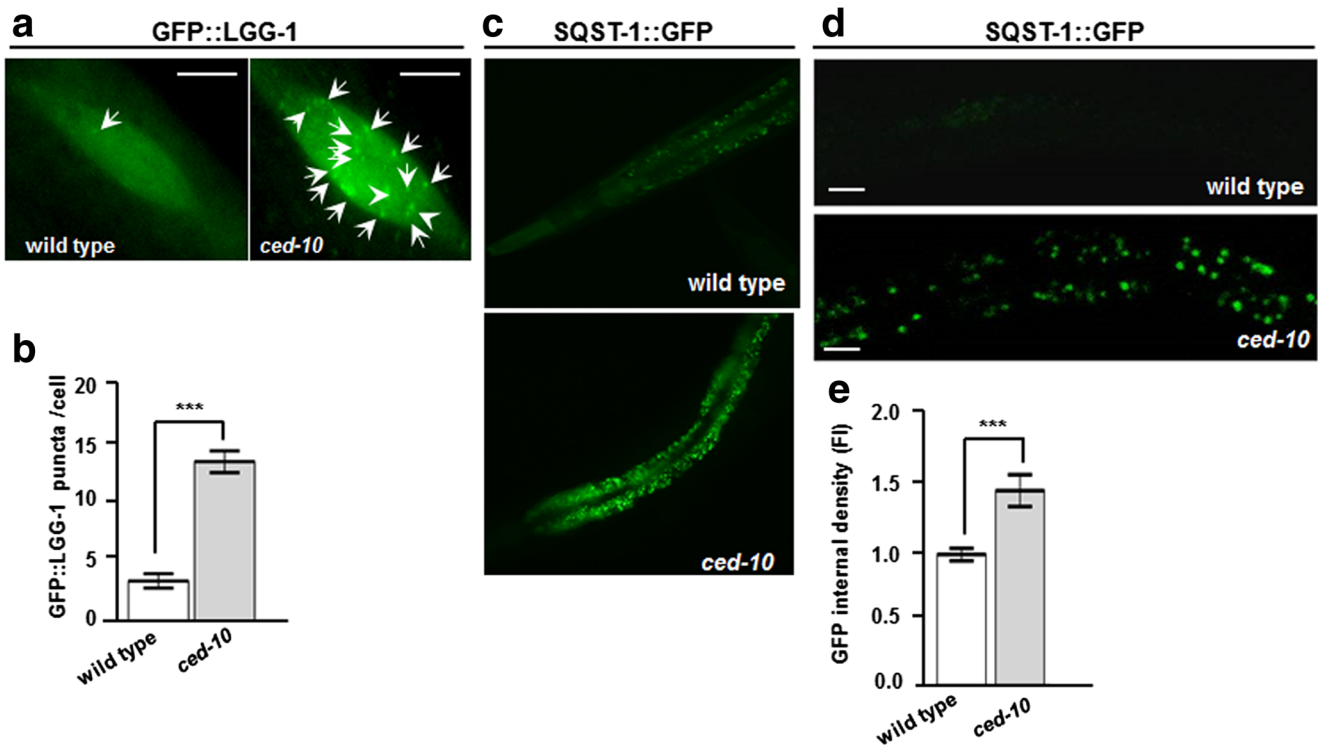 a
GFP::LGG-1
wild type
ced-10
b
GFP::LGG-1 puncta /cell
20
15
10
5
0
***
wild type
ced-10
c
SQST-1::GFP
wild type
ced-10
d
SQST-1::GFP
wild type
ced-10
e
GFP internal density (FI)
2.0
1.5
1.0
0.5
0.0
***
wild type
ced-10